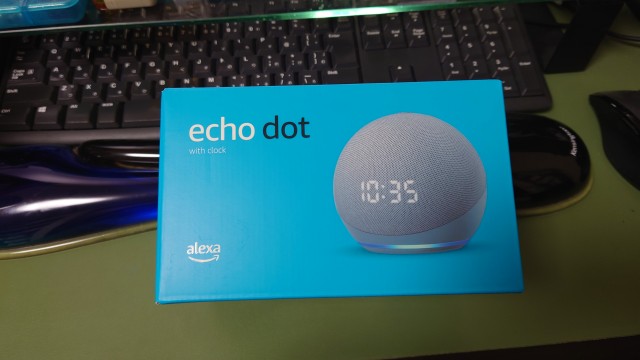 echo dot
with clock
10:35
alexa